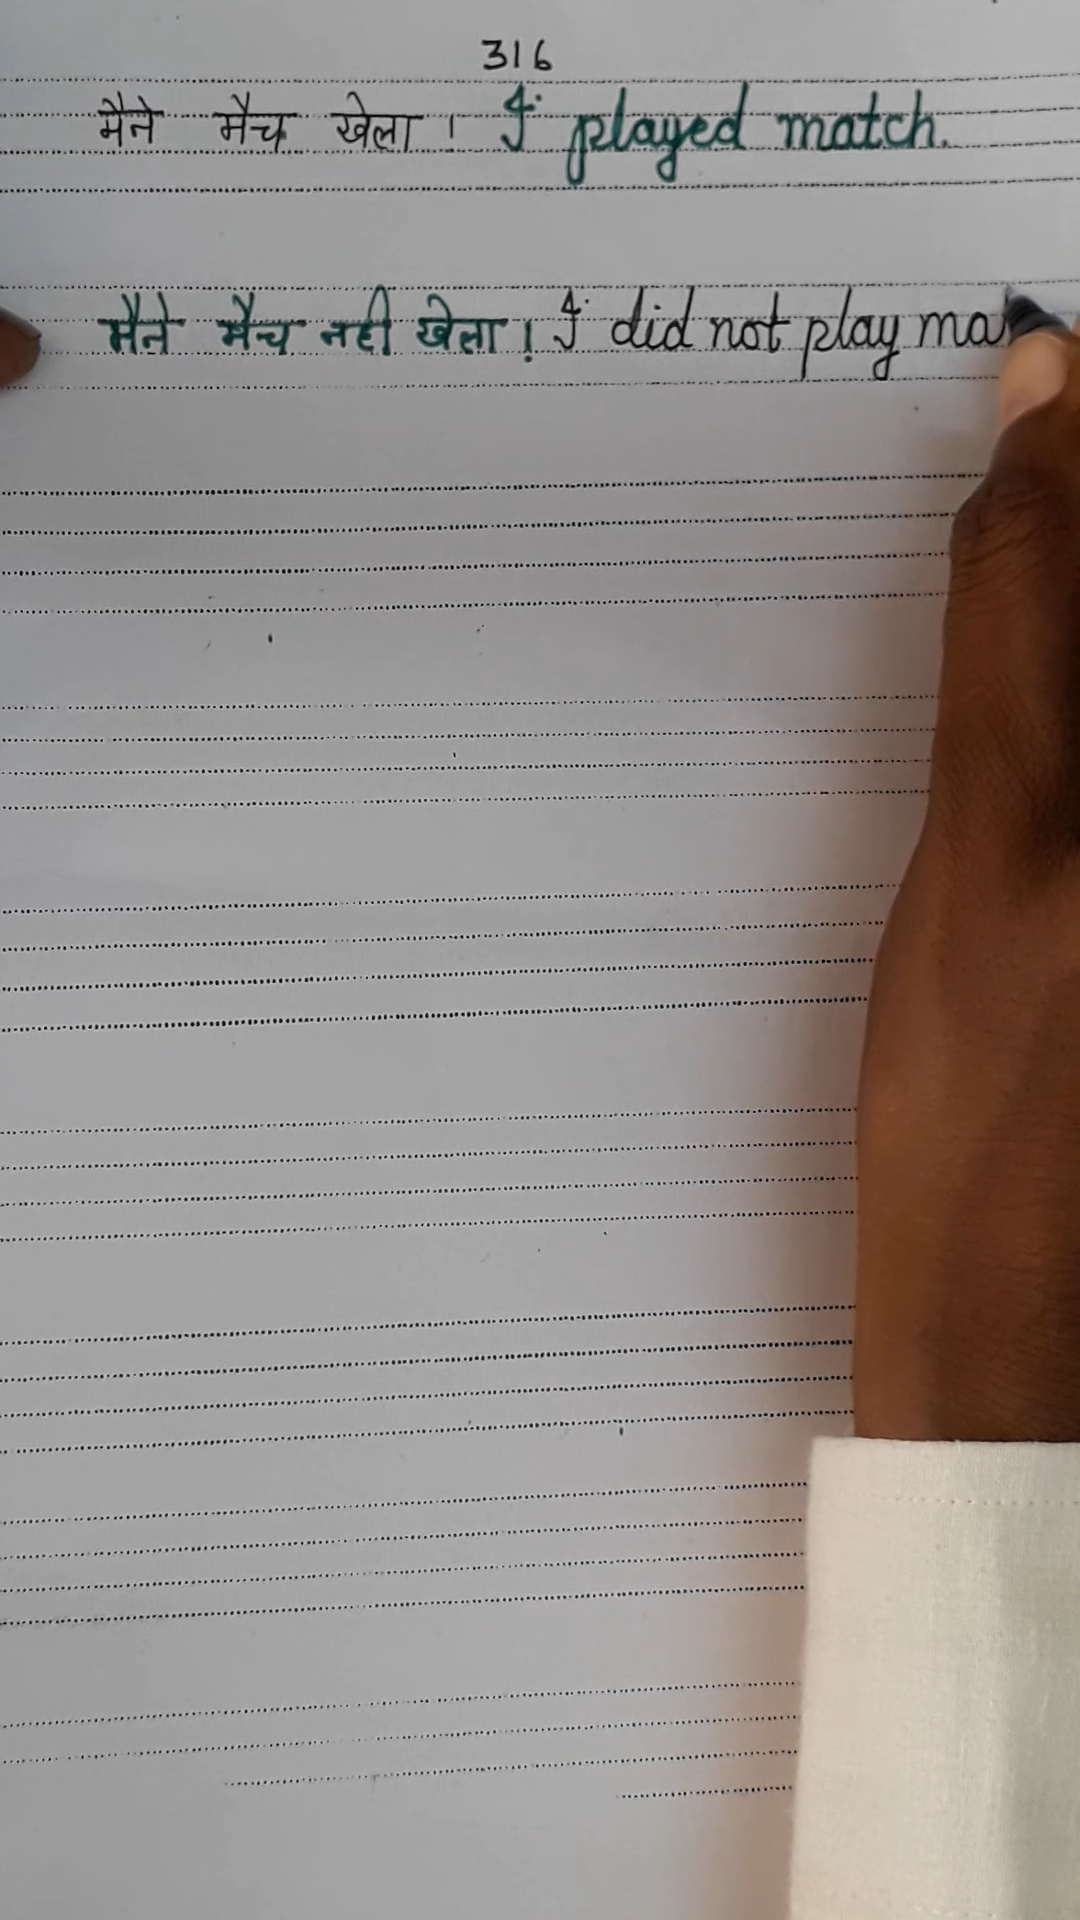 316
मैने मैच खेला । I played match.
मैने मैच नही खेला । I did not play